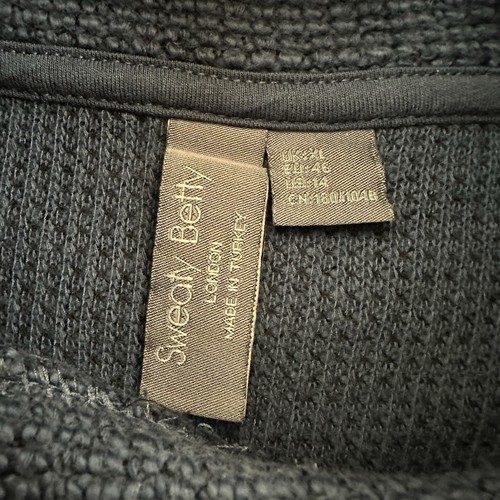 Sweaty Betty
LONDON
MADE IN TURKEY
UK: XL
EU: 46
US: 14
CN: 180/104B